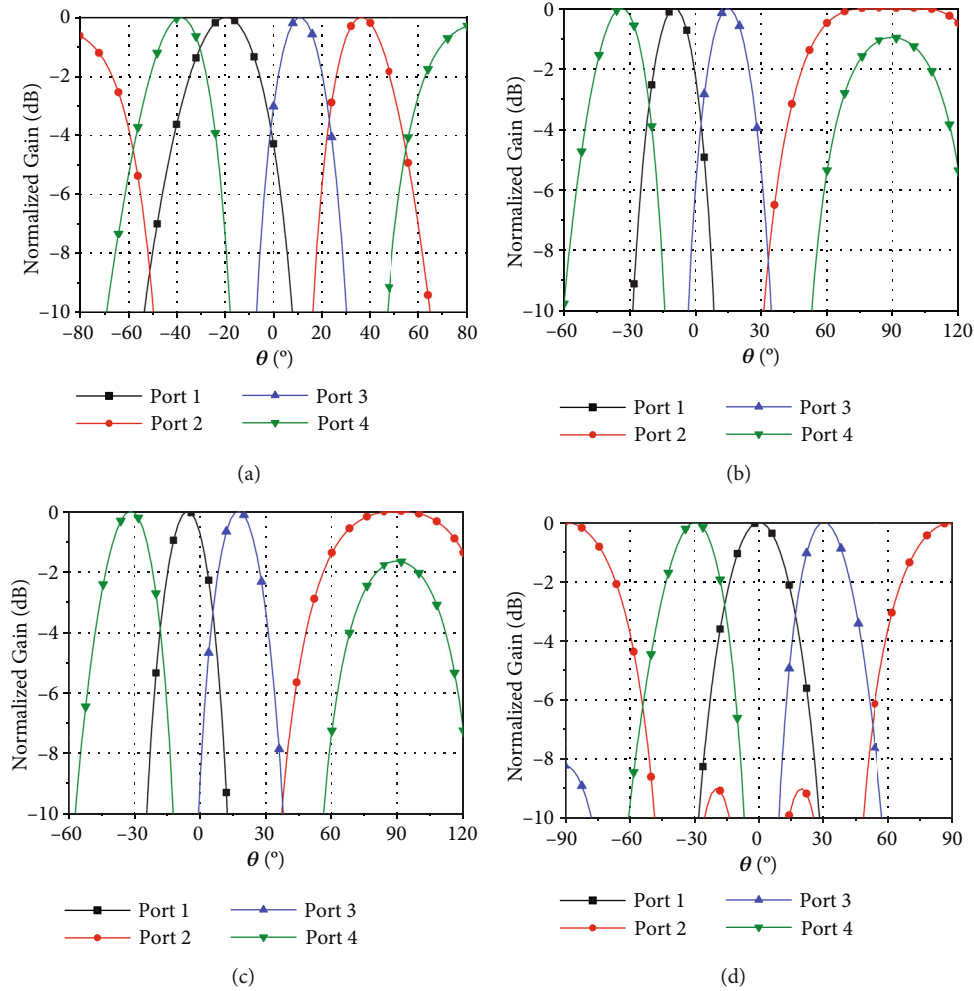 0
−2
−4
−6
−8
−10
Normalized Gain (dB)
−80 −60 −40 −20 0 20 40 60 80
θ (º)
Port 1 Port 3
Port 2 Port 4
(a)
0
−2
−4
−6
−8
−10
Normalized Gain (dB)
−60 −30 0 30 60 90 120
θ (º)
Port 1 Port 3
Port 2 Port 4
(b)
0
−2
−4
−6
−8
−10
Normalized Gain (dB)
−60 −30 0 30 60 90 120
θ (º)
Port 1 Port 3
Port 2 Port 4
(c)
0
−2
−4
−6
−8
−10
Normalized Gain (dB)
−90 −60 −30 0 30 60 90
θ (º)
Port 1 Port 3
Port 2 Port 4
(d)